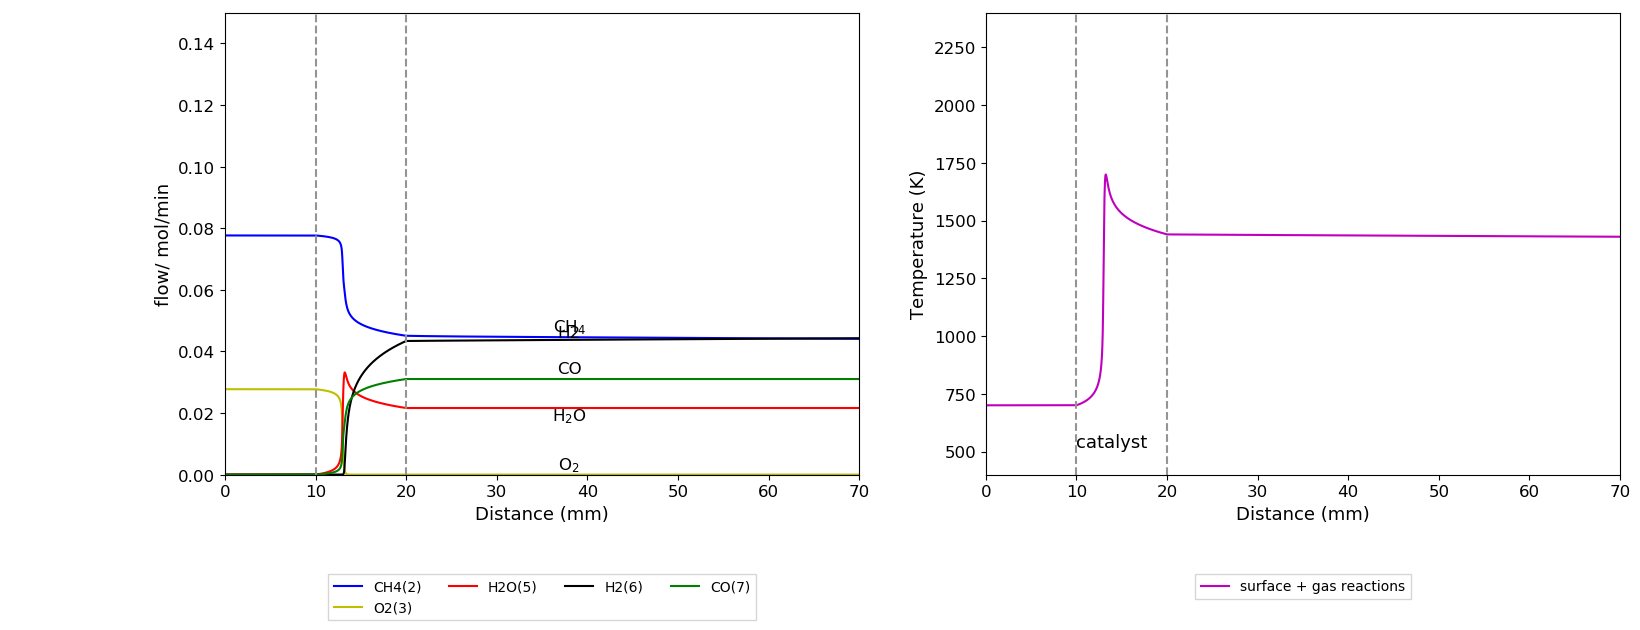 0.14
0.12
0.10
0.08
0.06
0.04
0.02
0.00
flow/ mol/min
CH₄
H₂
CO
H₂O
O₂
0 10 20 30 40 50 60 70
Distance (mm)
CH4(2) H2O(5) H2(6) CO(7)
O2(3)
2250
2000
1750
1500
1250
1000
750
500
Temperature (K)
catalyst
0 10 20 30 40 50 60 70
Distance (mm)
surface + gas reactions